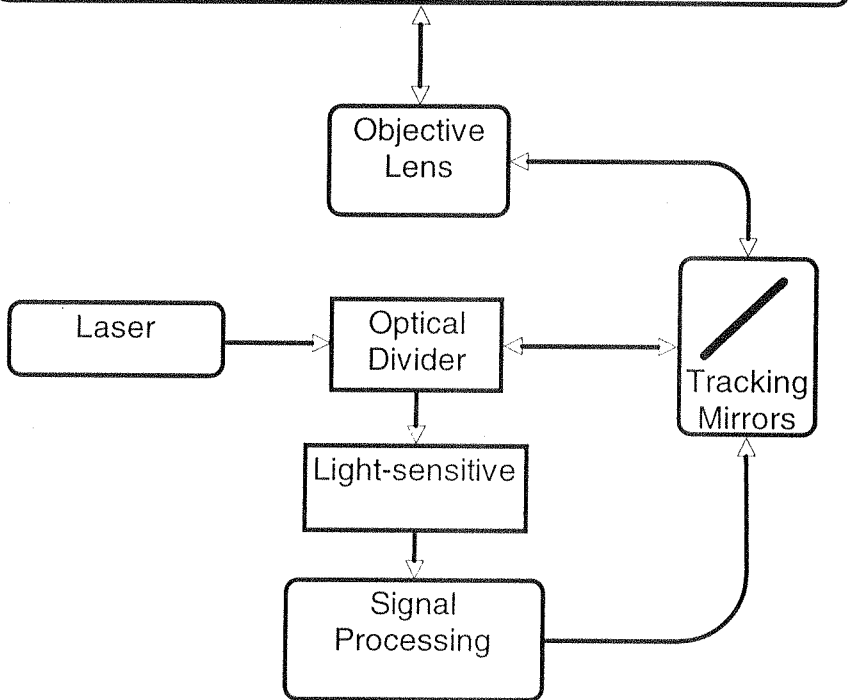 Objective
Lens
Laser
Optical
Divider
Tracking
Mirrors
Light-sensitive
Signal
Processing